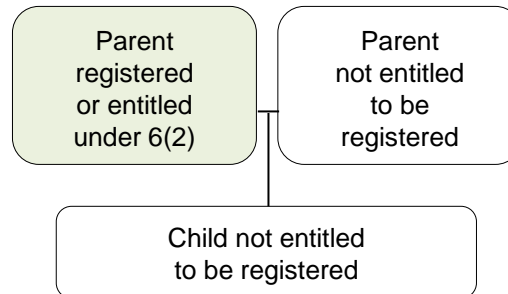 Parent
registered
or entitled
under 6(2)
Parent
not entitled
to be
registered
Child not entitled
to be registered